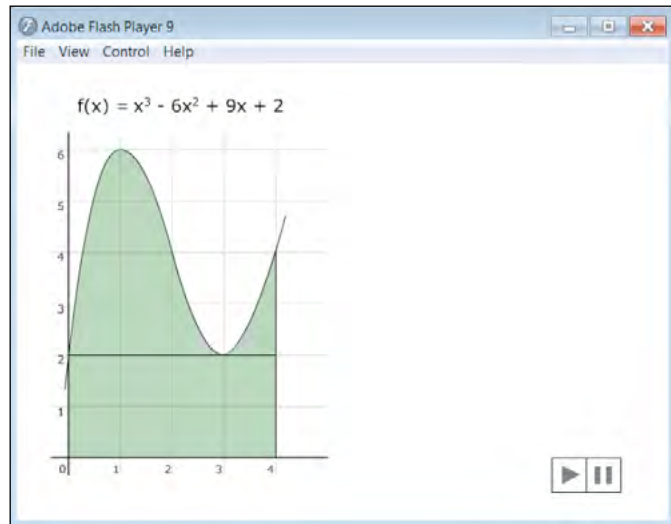 Adobe Flash Player 9
File View Control Help
f(x) = x³ - 6x² + 9x + 2
6
5
4
3
2
1
0 1 2 3 4